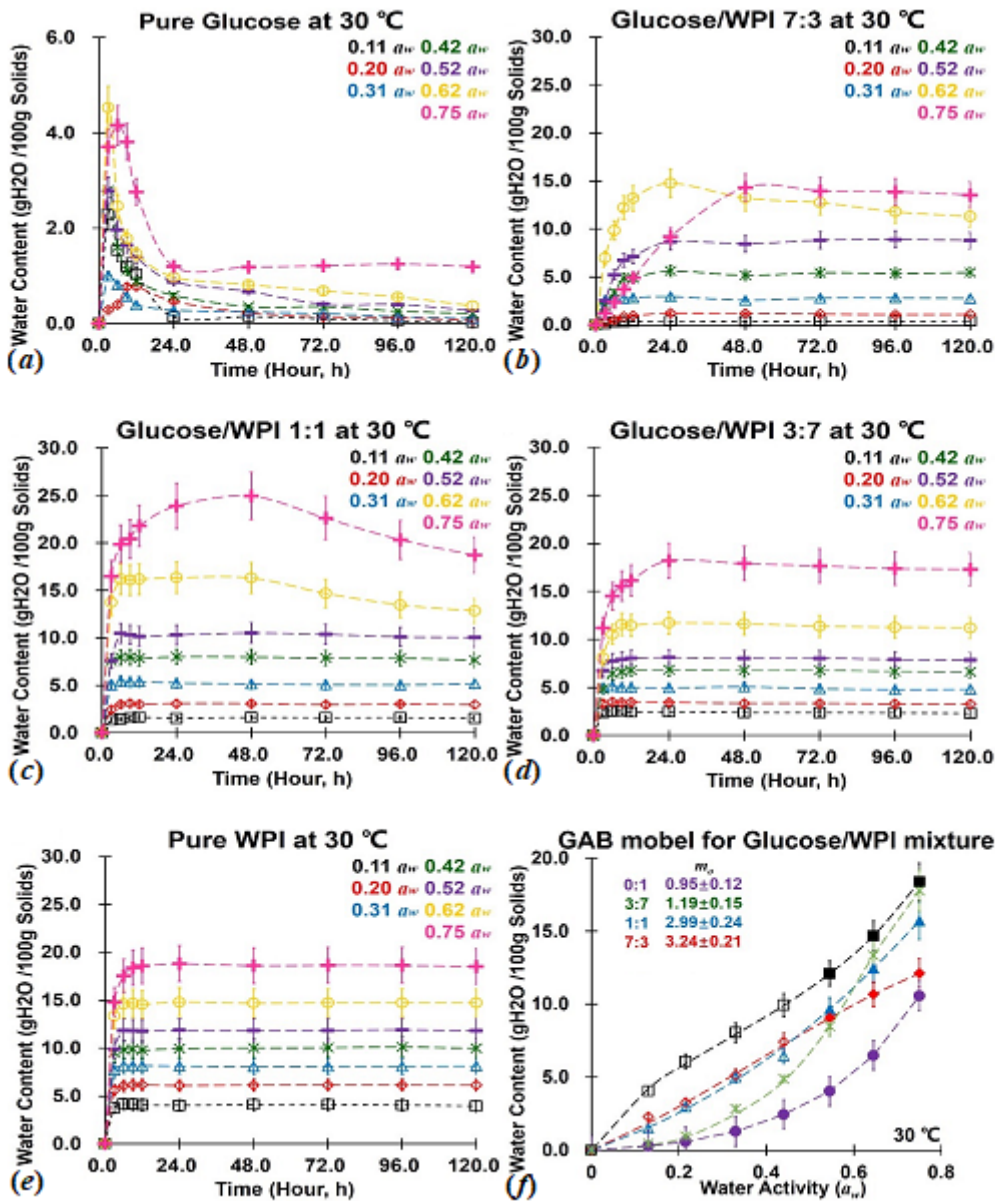 Pure Glucose at 30 ℃
Water Content (gH2O /100g Solids)
6.0
4.0
2.0
0.0
0.11 aw 0.42 aw
0.20 aw 0.52 aw
0.31 aw 0.62 aw
0.75 aw
0.0 24.0 48.0 72.0 96.0 120.0
Time (Hour, h)
(a)
Glucose/WPI 7:3 at 30 ℃
Water Content (gH2O /100g Solids)
30.0
25.0
20.0
15.0
10.0
5.0
0.0
0.11 aw 0.42 aw
0.20 aw 0.52 aw
0.31 aw 0.62 aw
0.75 aw
0.0 24.0 48.0 72.0 96.0 120.0
Time (Hour, h)
(b)
Glucose/WPI 1:1 at 30 ℃
Water Content (gH2O /100g Solids)
30.0
25.0
20.0
15.0
10.0
5.0
0.0
0.11 aw 0.42 aw
0.20 aw 0.52 aw
0.31 aw 0.62 aw
0.75 aw
0.0 24.0 48.0 72.0 96.0 120.0
Time (Hour, h)
(c)
Glucose/WPI 3:7 at 30 ℃
Water Content (gH2O /100g Solids)
30.0
25.0
20.0
15.0
10.0
5.0
0.0
0.11 aw 0.42 aw
0.20 aw 0.52 aw
0.31 aw 0.62 aw
0.75 aw
0.0 24.0 48.0 72.0 96.0 120.0
Time (Hour, h)
(d)
Pure WPI at 30 ℃
Water Content (gH2O /100g Solids)
30.0
25.0
20.0
15.0
10.0
5.0
0.0
0.11 aw 0.42 aw
0.20 aw 0.52 aw
0.31 aw 0.62 aw
0.75 aw
0.0 24.0 48.0 72.0 96.0 120.0
Time (Hour, h)
(e)
GAB mobel for Glucose/WPI mixture
Water Content (gH2O /100g Solids)
20.0
15.0
10.0
5.0
0.0
mo
0:1 0.95±0.12
3:7 1.19±0.15
1:1 2.99±0.24
7:3 3.24±0.21
30 ℃
0 0.2 0.4 0.6 0.8
Water Activity (aw)
(f)